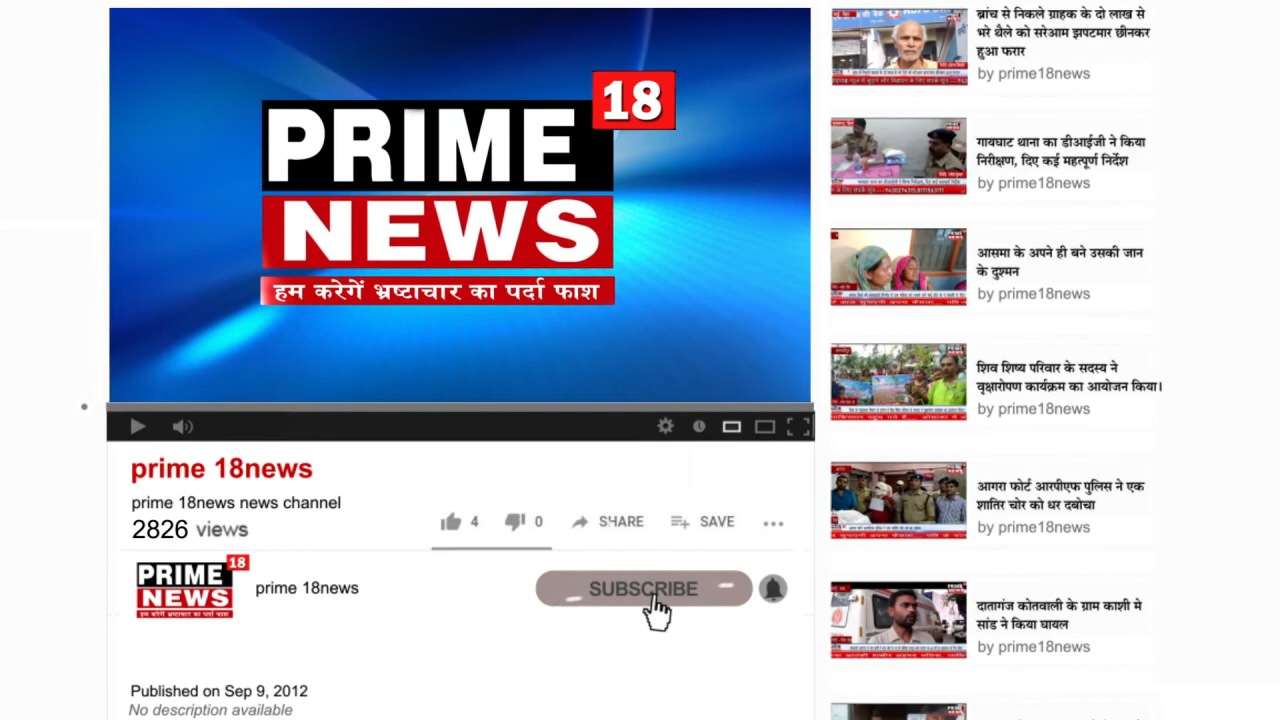 PRIME
18
NEWS
हम करेगें भ्रष्टाचार का पर्दा फाश
prime 18news
prime 18news news channel
2826 views
4
0
SHARE
SAVE
PRIME
18
NEWS
हम करेगें भ्रष्टाचार का पर्दा फाश
prime 18news
SUBSCRIBE
Published on Sep 9, 2012
No description available
ब्रांच से निकले ग्राहक के दो लाख से
भरे थैले को सरेआम झपटमार छीनकर
हुआ फरार
by prime18news
गायघाट थाना का डीआईजी ने किया
निरीक्षण, दिए कई महत्पूर्ण निर्देश
by prime18news
आसमा के अपने ही बने उसकी जान
के दुश्मन
by prime18news
शिव शिष्य परिवार के सदस्य ने
वृक्षारोपण कार्यक्रम का आयोजन किया।
by prime18news
आगरा फोर्ट आरपीएफ पुलिस ने एक
शातिर चोर को धर दबोचा
by prime18news
दातागंज कोतवाली के ग्राम काशी मे
सांड ने किया घायल
by prime18news